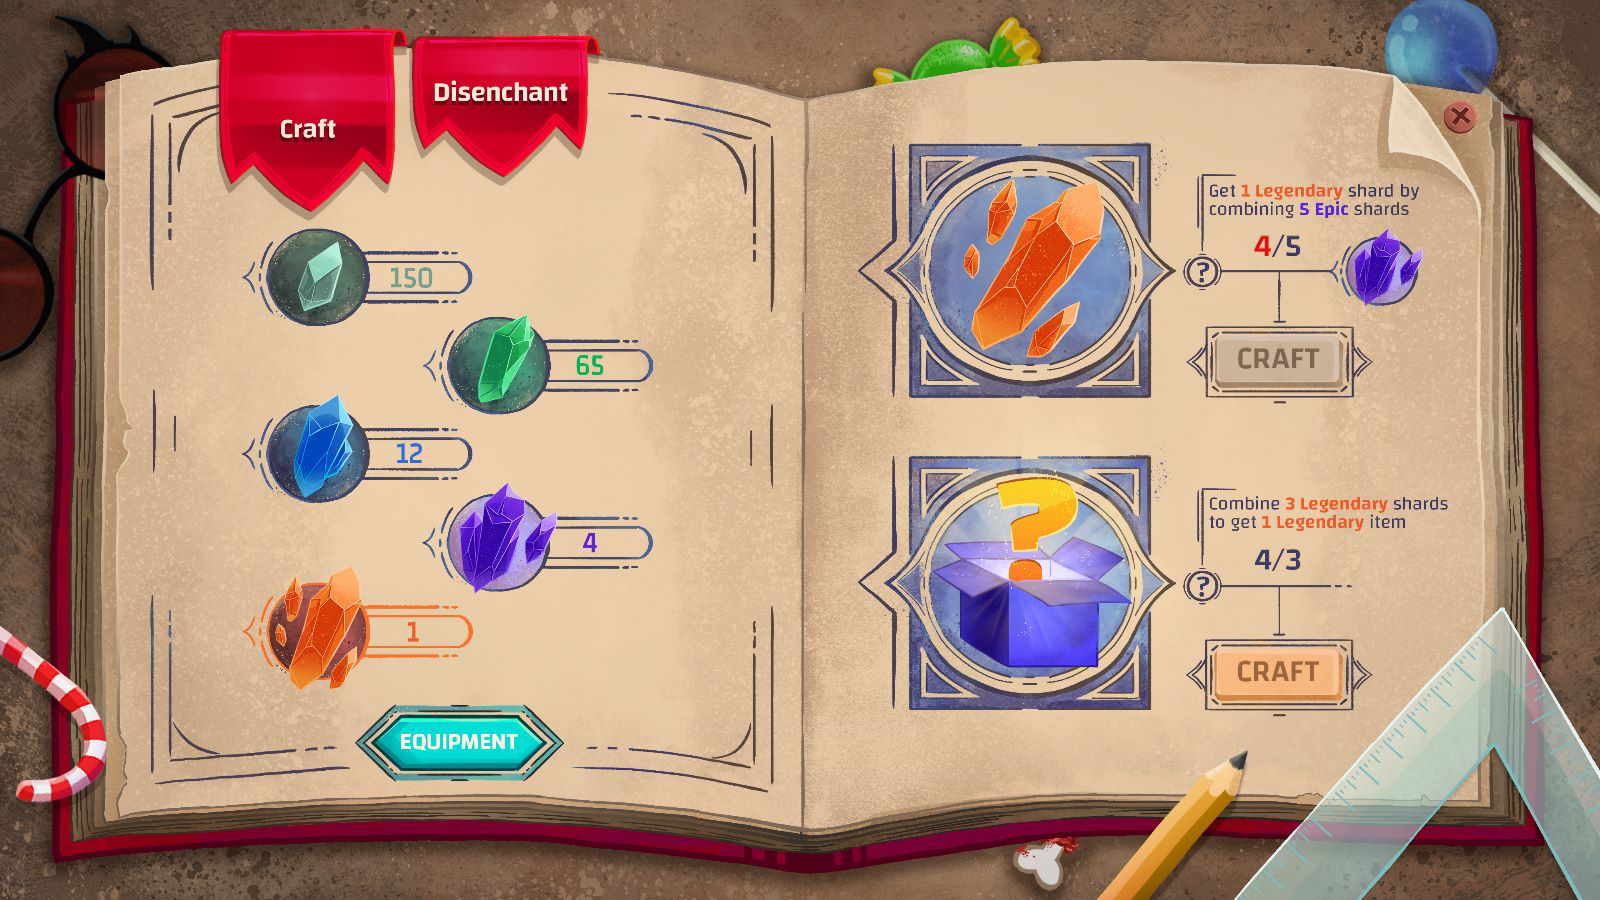 Craft
Disenchant
150
65
12
4
1
EQUIPMENT
Get 1 Legendary shard by
combining 5 Epic shards
4/5
?
CRAFT
?
Combine 3 Legendary shards
to get 1 Legendary item
4/3
?
CRAFT